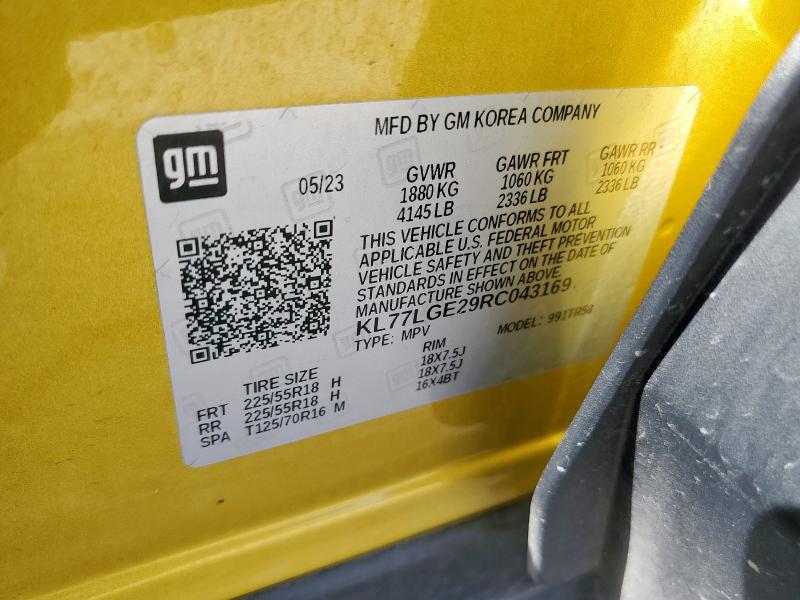 MFD BY GM KOREA COMPANY
gm
05/23
GVWR GAWR FRT GAWR RR
1880 KG 1060 KG 1060 KG
4145 LB 2336 LB 2336 LB
THIS VEHICLE CONFORMS TO ALL
APPLICABLE U.S. FEDERAL MOTOR
VEHICLE SAFETY AND THEFT PREVENTION
STANDARDS IN EFFECT ON THE DATE OF
MANUFACTURE SHOWN ABOVE.
KL77LGE29RC043169
TYPE: MPV MODEL: 991TR58
TIRE SIZE RIM
FRT 225/55R18 H 18X7.5J
RR 225/55R18 H 18X7.5J
SPA T125/70R16 M 16X4BT